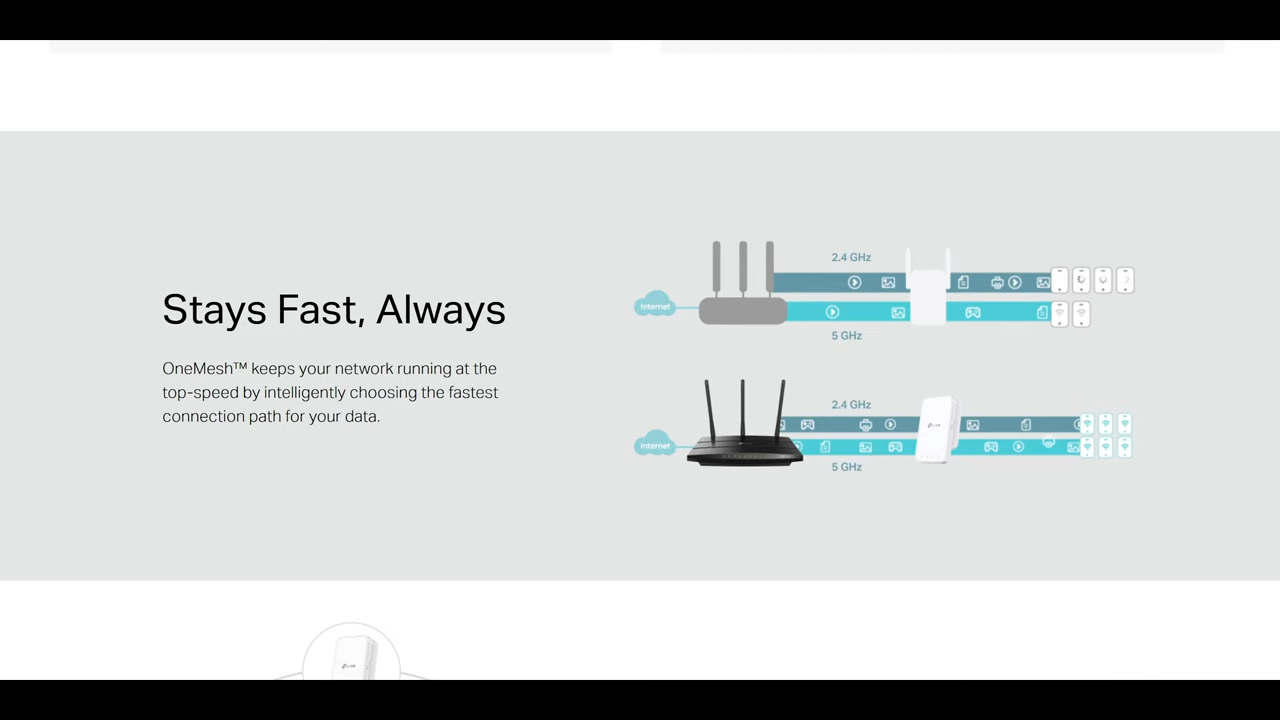 Stays Fast, Always
OneMesh™ keeps your network running at the
top-speed by intelligently choosing the fastest
connection path for your data.
2.4 GHz
Internet
5 GHz
2.4 GHz
Internet
5 GHz